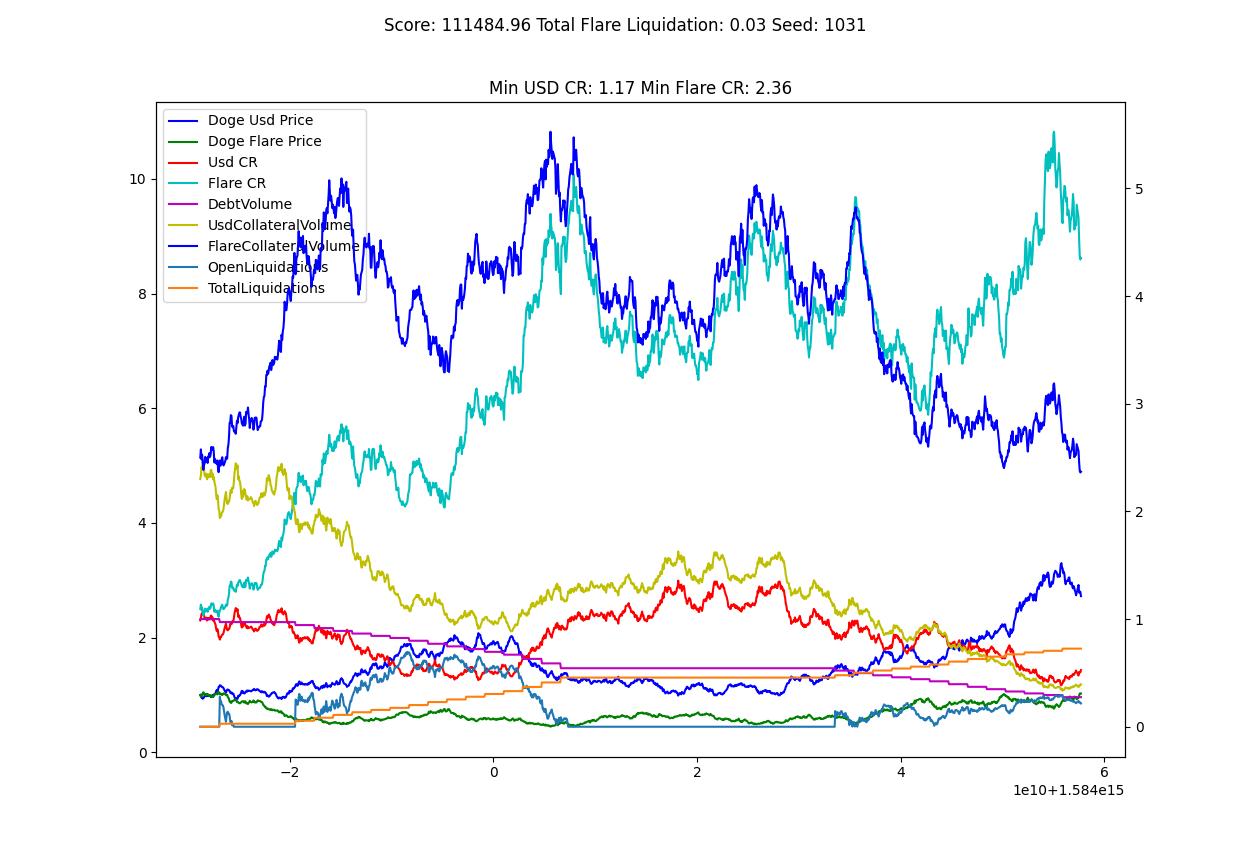 Score: 111484.96 Total Flare Liquidation: 0.03 Seed: 1031
Min USD CR: 1.17 Min Flare CR: 2.36
Doge Usd Price
Doge Flare Price
Usd CR
Flare CR
DebtVolume
UsdCollateralVolume
FlareCollateralVolume
OpenLiquidations
TotalLiquidations
10
8
6
4
2
0
5
4
3
2
1
0
−2
0
2
4
6
1e10+1.584e15